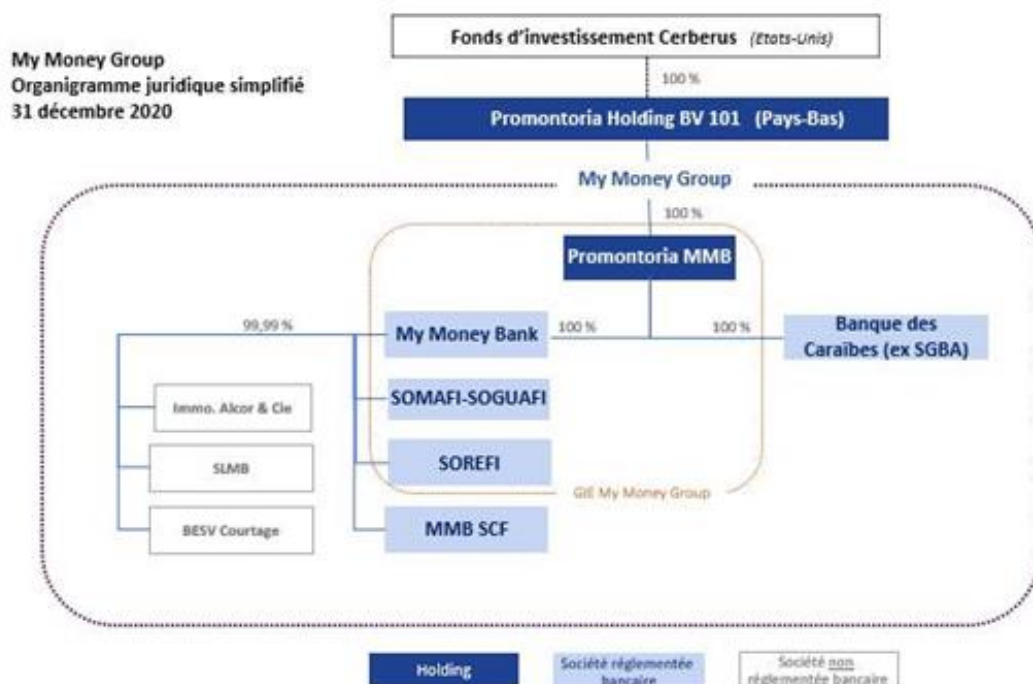 My Money Group
Organigramme juridique simplifié
31 décembre 2020
Fonds d'investissement Cerberus (Etats-Unis)
100 %
Promontoria Holding BV 101 (Pays-Bas)
My Money Group
100 %
Promontoria MMB
99,99 %
My Money Bank
100 %
100 %
Banque des
Caraïbes (ex SGBA)
Immo. Alcor & Cie
SOMAFI-SOGUAFI
SLMB
SOREFI
GIE My Money Group
BESV Courtage
MMB SCF
Holding
Société réglementée
bancaire
Société non
réglementée bancaire